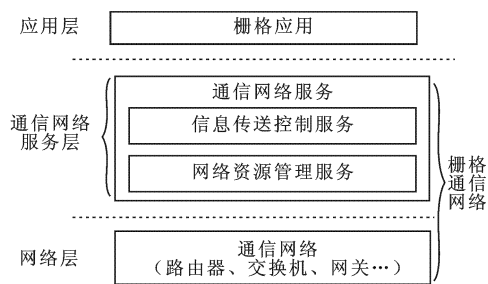 应用层
栅格应用
通信网络服务
通信网络
服务层
信息传送控制服务
网络资源管理服务
栅格
通信
网络
网络层
通信网络
(路由器、交换机、网关…)